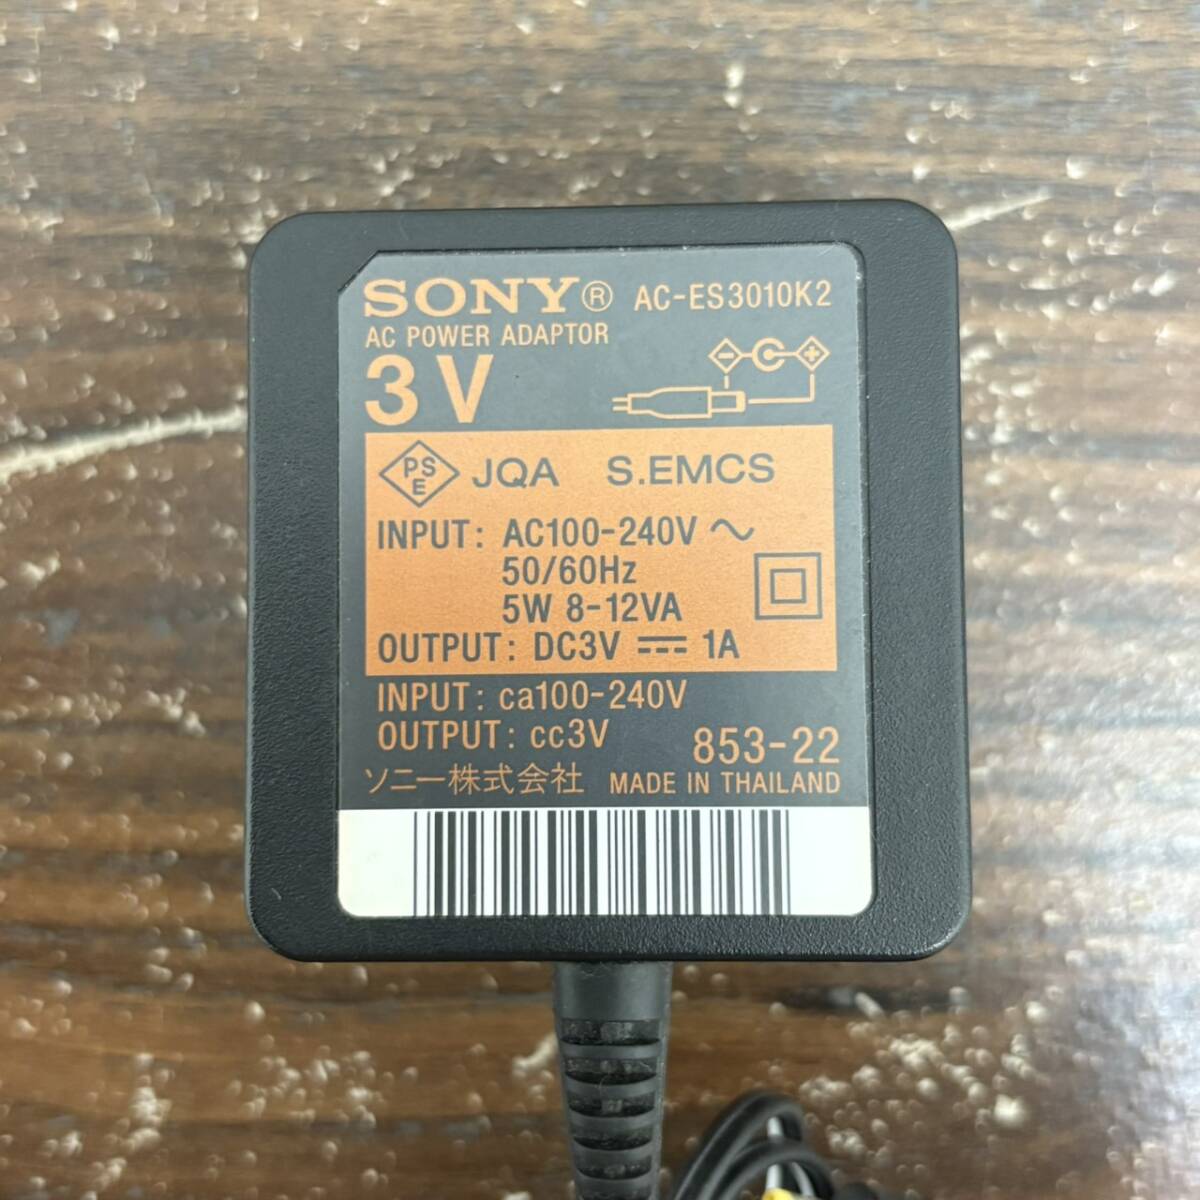 SONY® AC-ES3010K2
AC POWER ADAPTOR
3V
PSE JQA S.EMCS
INPUT: AC100-240V ～
50/60Hz
5W 8-12VA
OUTPUT: DC3V ⎓ 1A
INPUT: ca100-240V
OUTPUT: cc3V
853-22
ソニー株式会社 MADE IN THAILAND